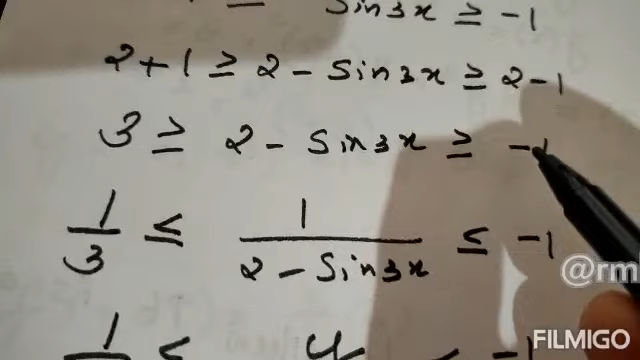 sin3x ≥ -1
2+1 ≥ 2 - sin3x ≥ 2-1
3 ≥ 2 - sin3x ≥ -1
1/3 ≤ 1/(2 - sin3x) ≤ -1
@rm
FILMIGO